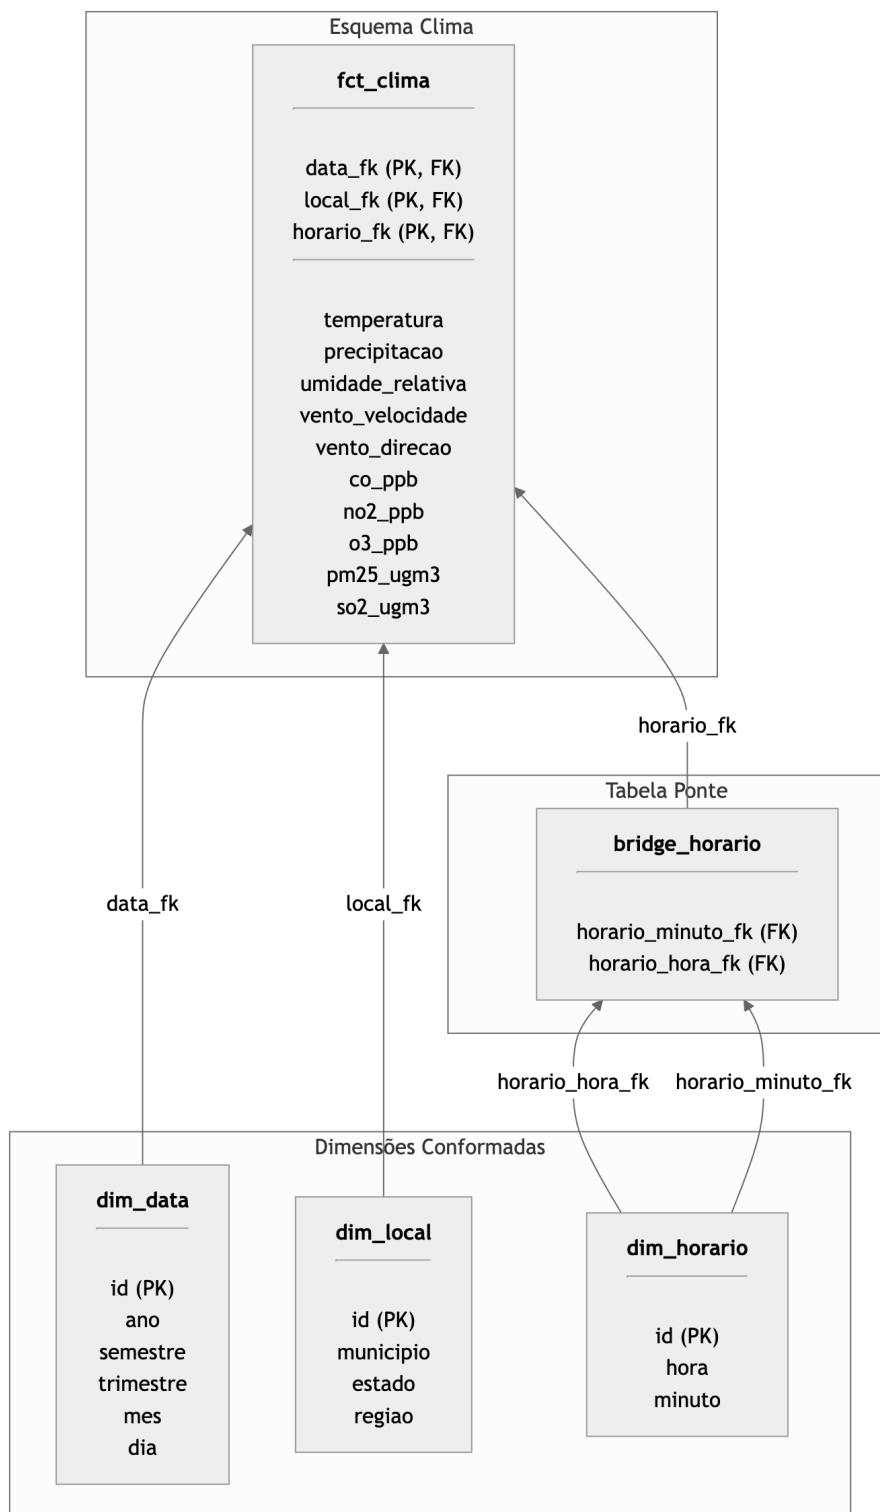 Esquema Clima
fct_clima
data_fk (PK, FK)
local_fk (PK, FK)
horario_fk (PK, FK)
temperatura
precipitacao
umidade_relativa
vento_velocidade
vento_direcao
co_ppb
no2_ppb
o3_ppb
pm25_ugm3
so2_ugm3
horario_fk
Tabela Ponte
bridge_horario
horario_minuto_fk (FK)
horario_hora_fk (FK)
data_fk
local_fk
horario_hora_fk
horario_minuto_fk
Dimensões Conformadas
dim_data
id (PK)
ano
semestre
trimestre
mes
dia
dim_local
id (PK)
municipio
estado
regiao
dim_horario
id (PK)
hora
minuto